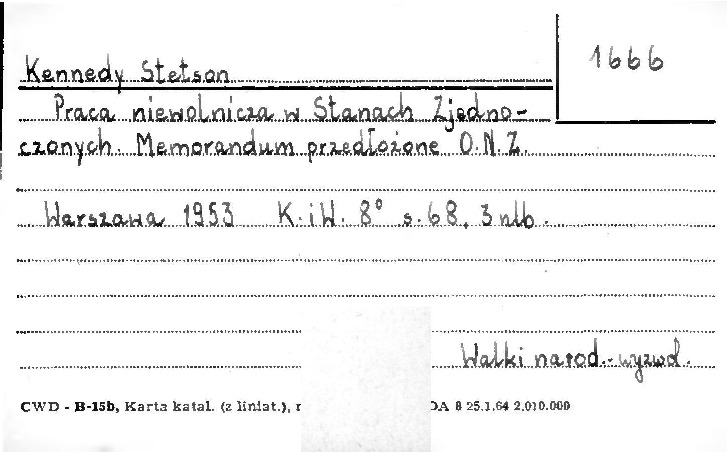 1666
Kennedy Stetson
Praca niewolnicza w Stanach Zjedno-
czonych. Memorandum przedłożone O.N.Z.
Warszawa 1953 K.iW. 8° s.68, 3 nlb.
Walki narod.-wyzwol.
CWD - B-15b, Karta katal. (z liniat.), r DA 8 25.1.64 2.010.000